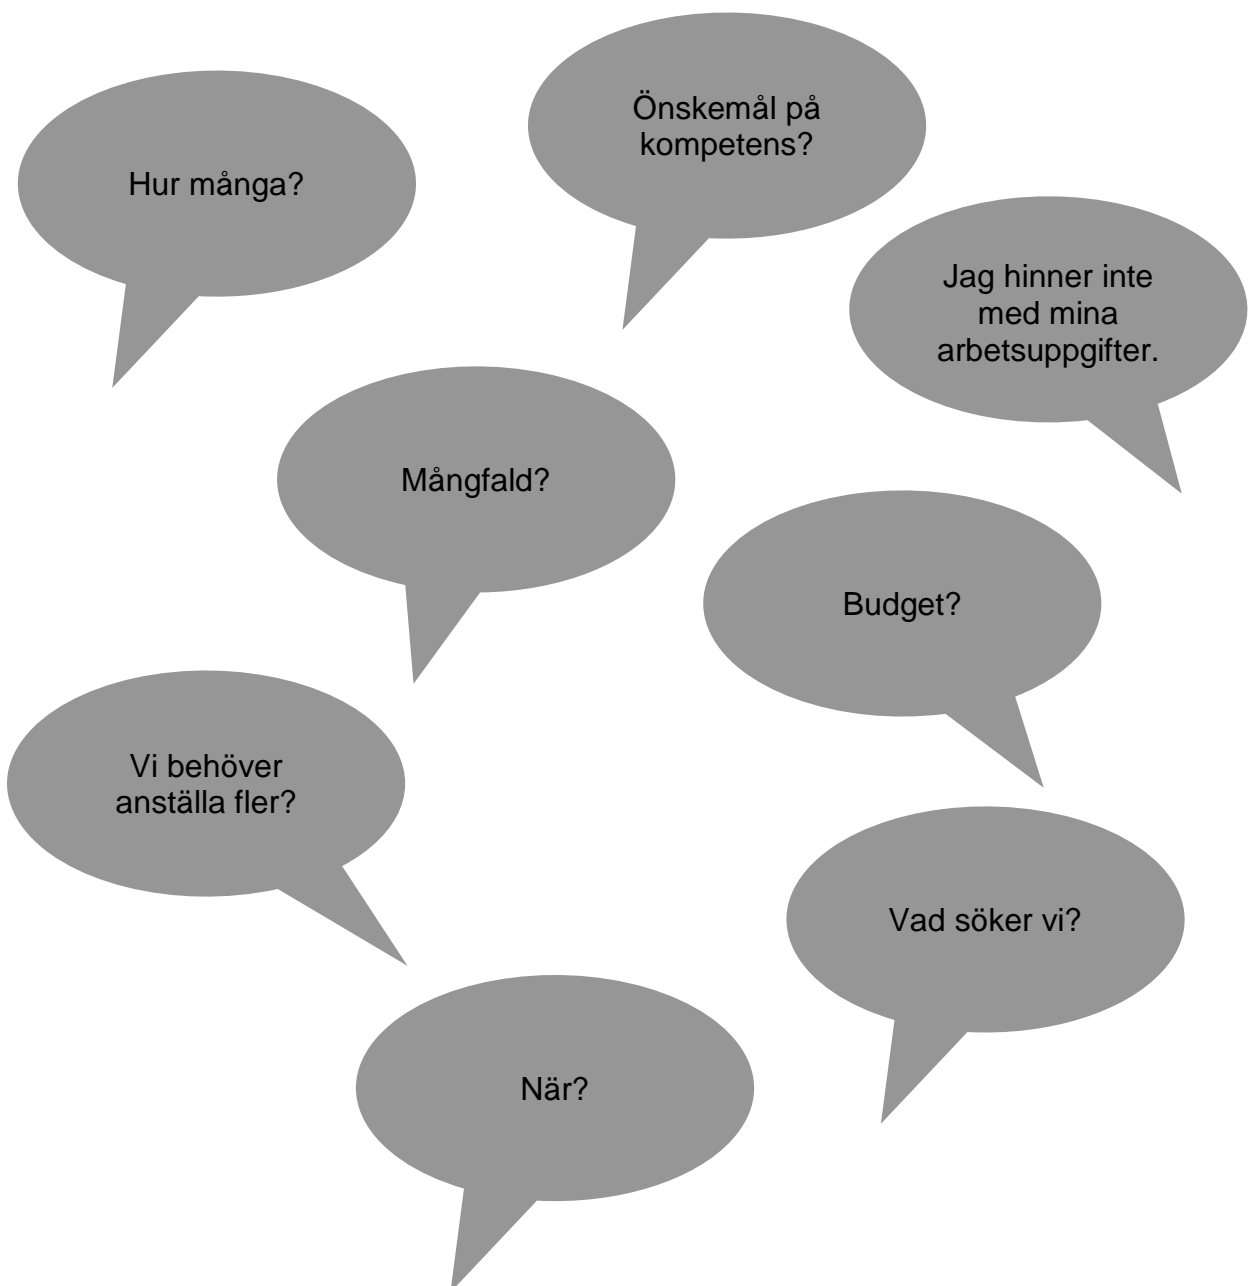 Önskemål på
kompetens?
Hur många?
Jag hinner inte
med mina
arbetsuppgifter.
Mångfald?
Budget?
Vi behöver
anställa fler?
Vad söker vi?
När?